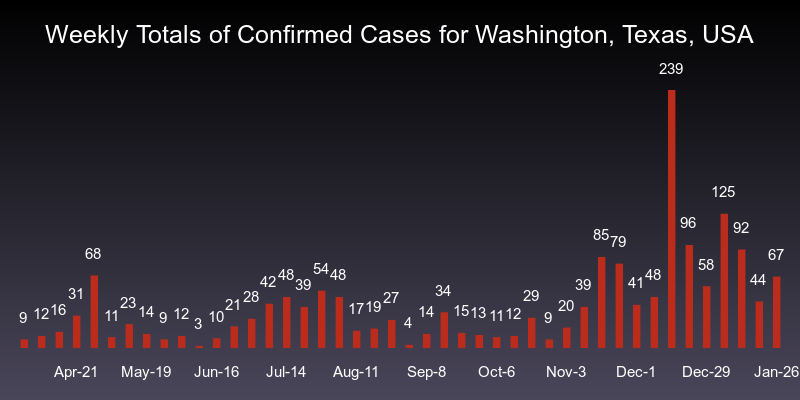 Weekly Totals of Confirmed Cases for Washington, Texas, USA
9 12 16 31 68 11 23 14 9 12 3 10 21 28 42 48 39 54 48 17 19 27 4 14 34 15 13 11 12 29 9 20 39 85 79 41 48 239 96 58 125 92 44 67
Apr-21 May-19 Jun-16 Jul-14 Aug-11 Sep-8 Oct-6 Nov-3 Dec-1 Dec-29 Jan-26